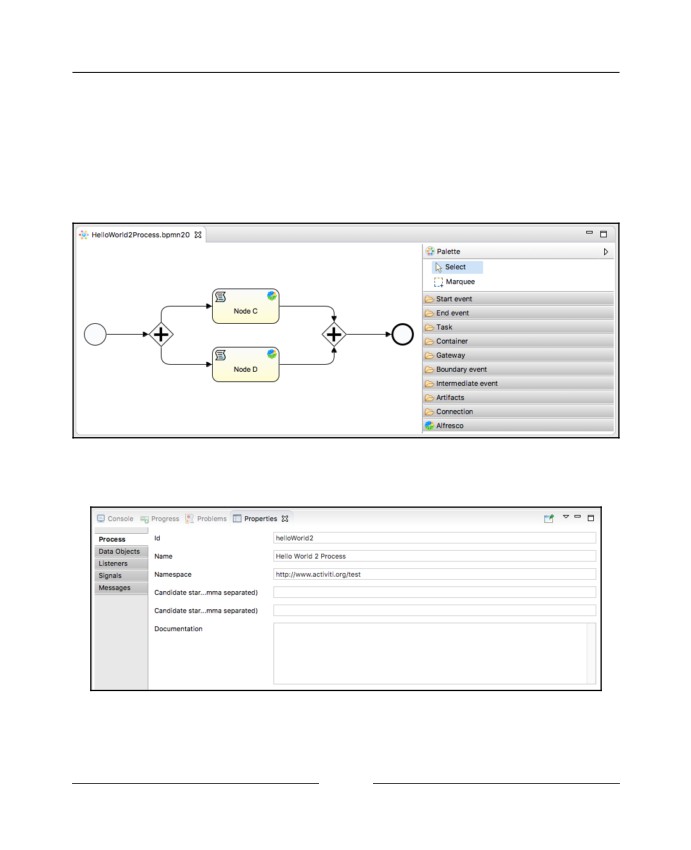 HelloWorld2Process.bpmn20
Palette
Select
Marquee
Start event
End event
Task
Container
Gateway
Boundary event
Intermediate event
Artifacts
Connection
Alfresco
Node C
Node D
Console Progress Problems Properties
Process
Data Objects
Listeners
Signals
Messages
Id helloWorld2
Name Hello World 2 Process
Namespace http://www.activiti.org/test
Candidate star...mma separated)
Candidate star...mma separated)
Documentation